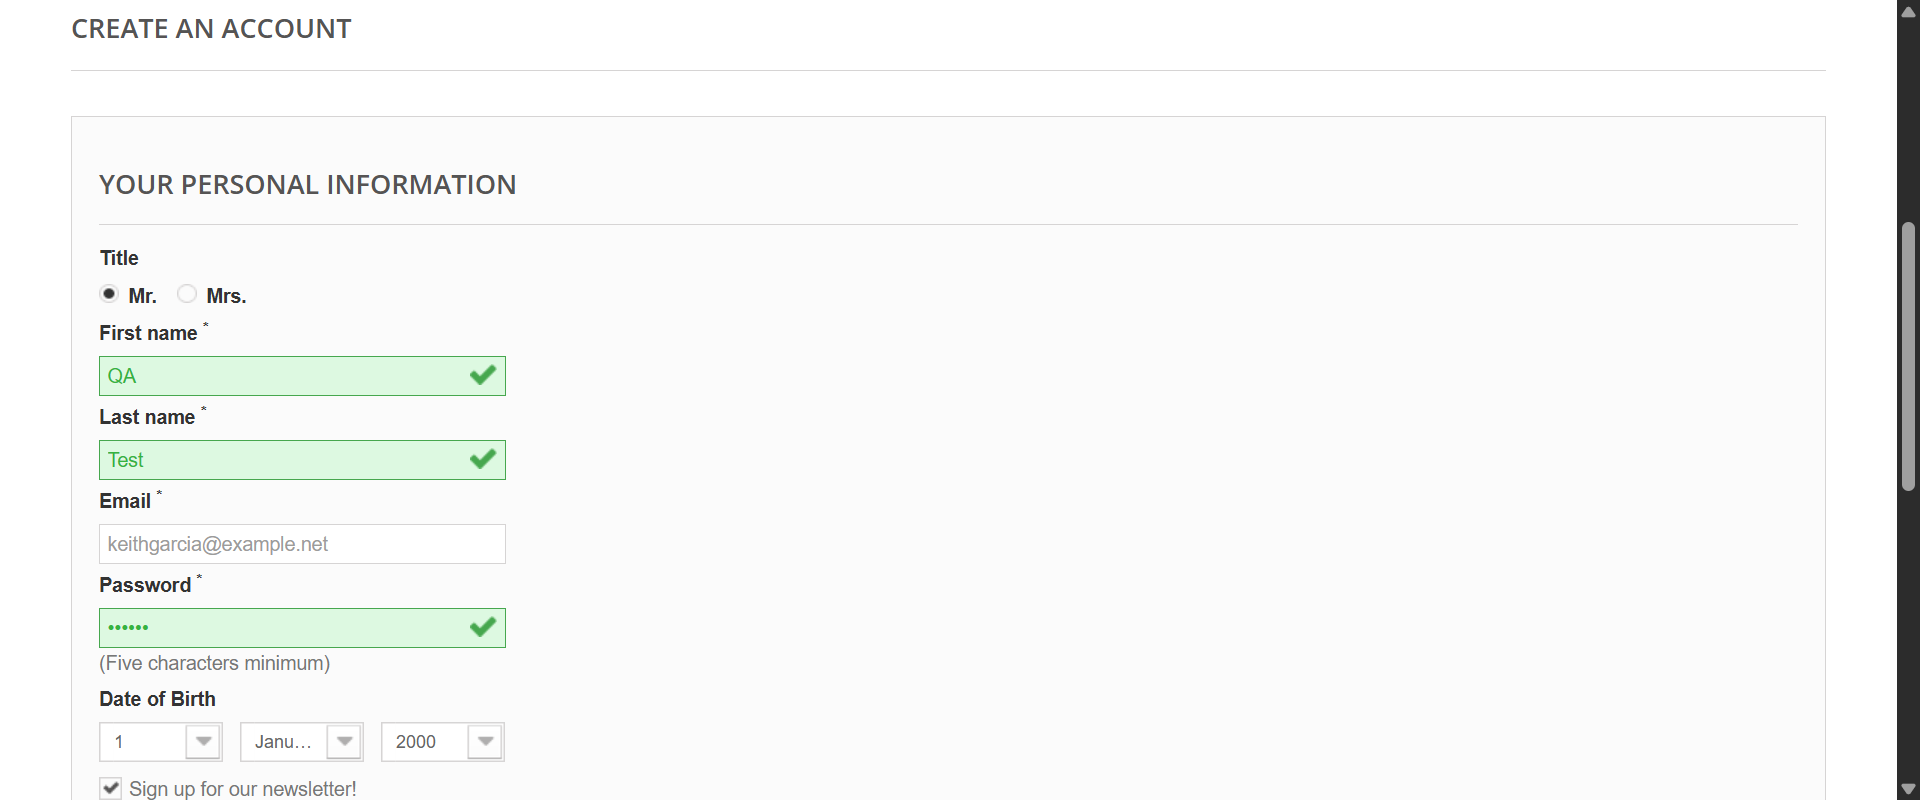 CREATE AN ACCOUNT
YOUR PERSONAL INFORMATION
Title
Mr. Mrs.
First name *
QA
Last name *
Test
Email *
keithgarcia@example.net
Password *
••••••
(Five characters minimum)
Date of Birth
1 Janu... 2000
Sign up for our newsletter!